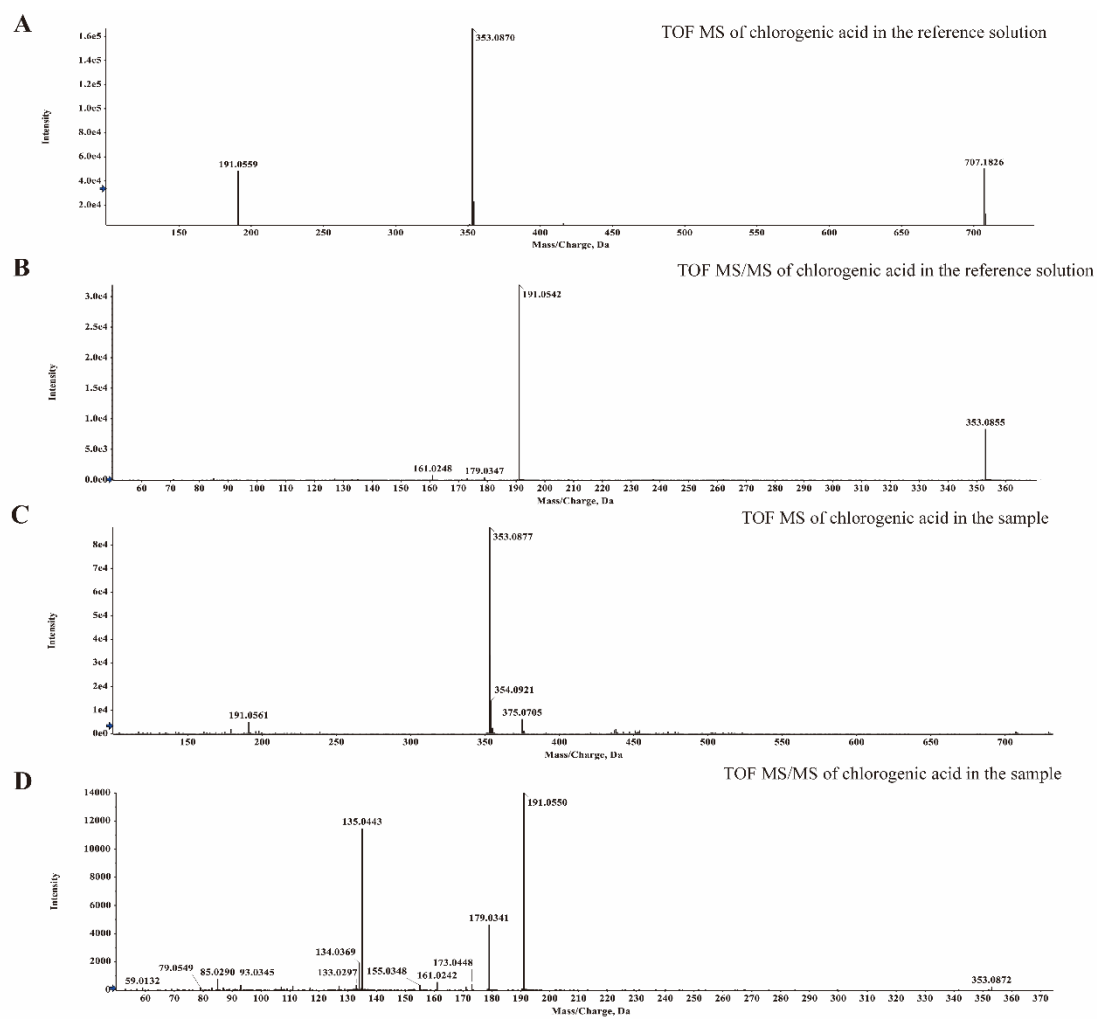 A
TOF MS of chlorogenic acid in the reference solution
353.0870
191.0559
707.1826
1.6e5
1.4e5
1.2e5
1.0e5
8.0e4
6.0e4
4.0e4
2.0e4
Intensity
150 200 250 300 350 400 450 500 550 600 650 700
Mass/Charge, Da
B
TOF MS/MS of chlorogenic acid in the reference solution
191.0542
353.0855
161.0248
179.0347
3.0e4
2.5e4
2.0e4
1.5e4
1.0e4
5.0e3
0.0e0
Intensity
60 70 80 90 100 110 120 130 140 150 160 170 180 190 200 210 220 230 240 250 260 270 280 290 300 310 320 330 340 350 360
Mass/Charge, Da
C
TOF MS of chlorogenic acid in the sample
353.0877
354.0921
375.0705
191.0561
8e4
7e4
6e4
5e4
4e4
3e4
2e4
1e4
0e0
Intensity
150 200 250 300 350 400 450 500 550 600 650 700
Mass/Charge, Da
D
TOF MS/MS of chlorogenic acid in the sample
191.0550
135.0443
179.0341
134.0369
173.0448
79.0549
85.0290
93.0345
133.0297
155.0348
161.0242
59.0132
353.0872
14000
12000
10000
8000
6000
4000
2000
0
Intensity
60 70 80 90 100 110 120 130 140 150 160 170 180 190 200 210 220 230 240 250 260 270 280 290 300 310 320 330 340 350 360 370
Mass/Charge, Da